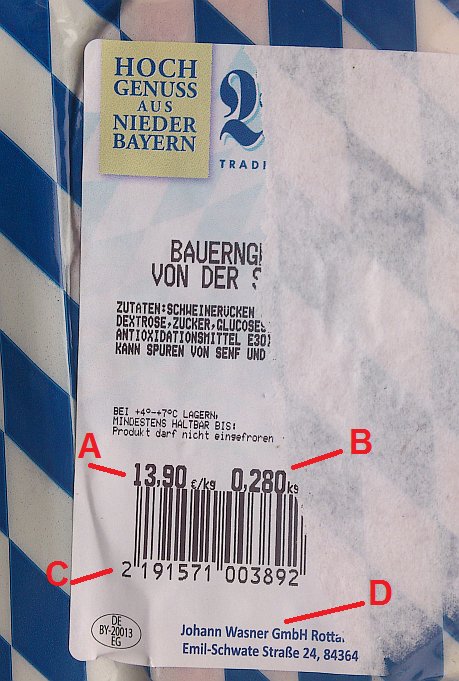 HOCH
GENUSS
AUS
NIEDER
BAYERN
TRADI
BAUERNG
VON DER S
ZUTATEN:SCHWEINERÜCKEN
DEXTROSE,ZUCKER,GLUCOSES
ANTIOXIDATIONSMITTEL E301
KANN SPUREN VON SENF UND
BEI +4°-+7°C LAGERN,
MINDESTENS HALTBAR BIS:
Produkt darf nicht eingefroren
A
B
13,90 €/kg 0,280 kg
C
2 191571 003892
D
DE
BY-20013
EG
Johann Wasner GmbH Rotta
Emil-Schwate Straße 24, 84364